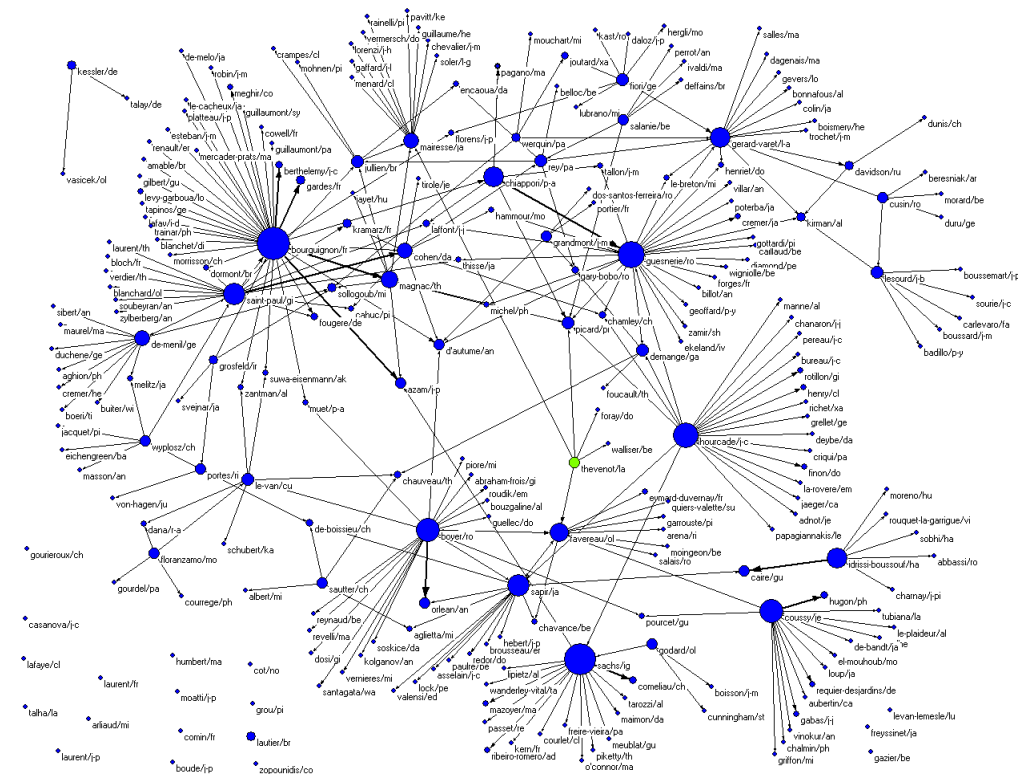 rainelli/pi
pavitt/ke
vermersch/do
guillaume/he
lorenzi/j-h
chevalier/j-m
gaffard/j-l
soler/l-g
menard/cl
crampes/cl
mohnen/pi
de-melo/ja
robin/j-m
meghir/co
le-cacheux/ja
guillaumont/sy
platteau/j-p
cowell/fr
esteban/j-m
guillaumont/pa
renault/er
mercader-prats/ma
berthelemy/j-c
amable/br
gardes/fr
gilbert/gu
levy-garboua/lo
tapinos/ge
lafay/j-d
trainar/ph
blanchet/di
laurent/th
morrisson/ch
bloch/fr
dormont/br
verdier/th
blanchard/ol
soubeyran/an
zylberberg/an
kessler/de
talay/de
vasicek/ol
bourguignon/fr
saint-paul/gi
jullien/br
mairesse/ja
encaoua/da
florens/j-p
pagano/ma
mouchart/mi
joutard/xa
belloc/be
kast/ro
daloz/j-p
hergli/mo
perrot/an
ivaldi/ma
deffains/br
fiori/ge
lubrano/mi
salanie/be
werquin/pa
rey/pa
tallon/j-m
salles/ma
dagenais/ma
gevers/lo
bonnafous/al
colin/ja
boismery/he
trochet/j-m
gerard-varet/l-a
dunis/ch
davidson/ru
beresniak/ar
morard/be
cusin/ro
duru/ge
henriet/do
le-breton/mi
villar/an
poterba/ja
cremer/ja
kirman/al
gottardi/pi
caillaud/be
diamond/pe
wigniolle/be
forges/fr
billot/an
geoffard/p-y
zamir/sh
ekeland/iv
guesnerie/ro
chiappori/p-a
dos-santos-ferreira/ro
portier/fr
hammour/mo
grandmont/j-m
gary-bobo/ro
tirole/je
layet/hu
kramarz/fr
laffont/j-j
cohen/da
thisse/ja
magnac/th
sollogoub/mi
cahuc/pi
fougere/de
michel/ph
picard/pi
chamley/ch
demange/ga
d'autume/an
lesourd/j-b
boussemart/j-p
sourie/j-c
carlevaro/fa
boussard/j-m
badillo/p-y
sibert/an
maurel/ma
de-menil/ge
duchene/ge
aghion/ph
cremer/he
boeri/ti
buiter/wi
melitz/ja
jacquet/pi
eichengreen/ba
masson/an
wyplosz/ch
grosfeld/ir
svejnar/ja
zantman/al
suwa-eisenmann/ak
muet/p-a
azam/j-p
foucault/th
foray/do
walliser/be
thevenot/la
manne/al
chanaron/j-j
pereau/j-c
bureau/j-c
rotillon/gi
henry/cl
richet/xa
grellet/ge
deybe/da
criqui/pa
finon/do
la-rovere/em
jaeger/ca
adnot/je
papagiannakis/le
hourcade/j-c
portes/ri
le-van/cu
von-hagen/ju
dana/r-a
floranzamo/mo
schubert/ka
gourdel/pa
courrege/ph
gourieroux/ch
casanova/j-c
chauveau/th
de-boissieu/ch
piore/mi
abraham-frois/gi
roudik/em
bouzgaline/al
guellec/do
boyer/ro
favereau/ol
eymard-duvernay/fr
quiers-valette/su
garrouste/pi
arena/ri
moingeon/be
salais/ro
moreno/hu
rouquet-la-garrigue/vi
sobhi/ha
abbassi/ro
idrissi-boussouf/ha
caire/gu
charnay/j-pi
albert/mi
sautter/ch
orlean/an
sapir/ja
aglietta/mi
chavance/be
pourcet/gu
hugon/ph
coussy/je
tubiana/la
le-plaideur/al
de-bandt/ja
el-mouhoub/mo
loup/ja
requier-desjardins/de
aubertin/ca
gabas/j-j
vinokur/an
chalmin/ph
griffon/mi
reynaud/be
revelli/ma
dosi/gi
soskice/da
kolganov/an
vernieres/mi
santagata/wa
hebert/j-p
brousseau/er
redor/do
paulre/be
asselain/j-c
lock/pe
valensi/ed
sachs/ig
godard/ol
lipietz/al
wanderley-vital/ta
comeliau/ch
mazoyer/ma
tarozzi/al
maimon/da
passet/re
freire-vieira/pa
courlet/cl
kern/fr
meublat/gu
ribeiro-romero/ad
piketty/th
o'connor/ma
boisson/j-m
cunningham/st
levan-lemesle/lu
freyssinet/ja
gazier/be
lafaye/cl
laurent/fr
talha/la
arliaud/mi
laurent/j-p
humbert/ma
moatti/j-p
comin/fr
boude/j-p
cot/no
grou/pi
lautier/br
zopounidis/co